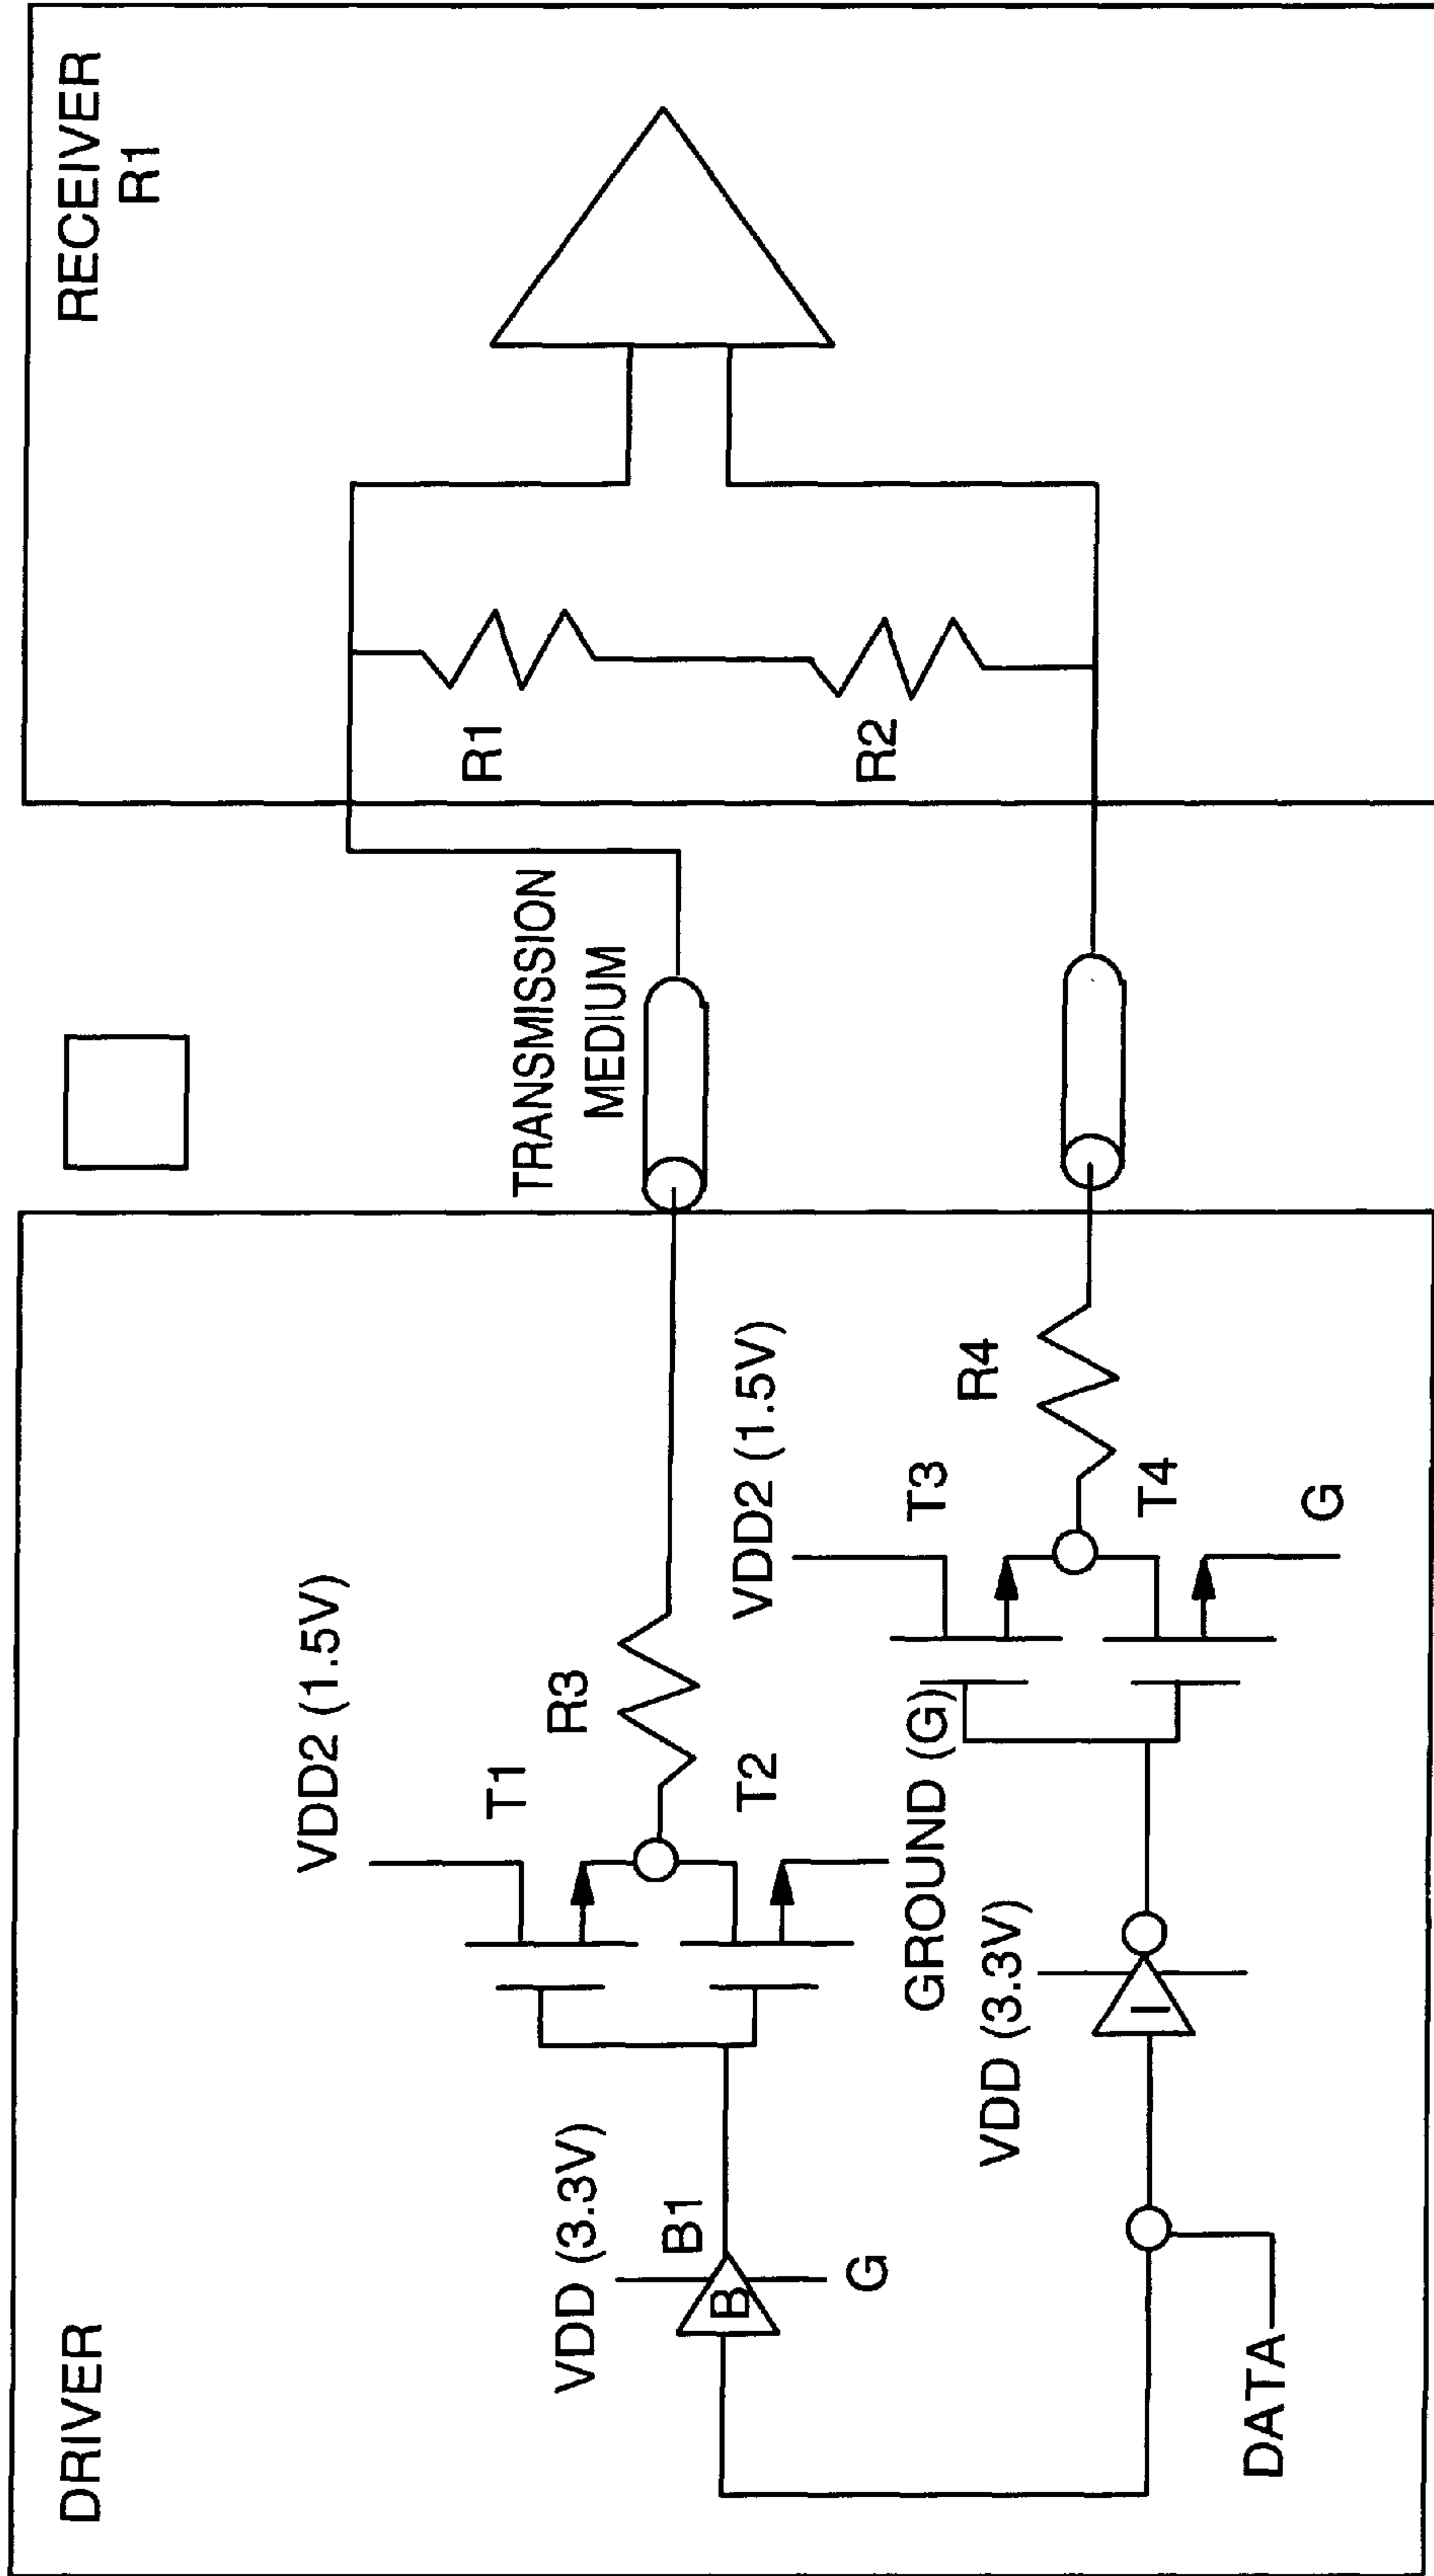 DRIVER
VDD2 (1.5V)
T1
R3
T2
VDD (3.3V)
B1
B
G
GROUND (G)
VDD2 (1.5V)
T3
R4
T4
G
VDD (3.3V)
I
DATA
TRANSMISSION
MEDIUM
RECEIVER
R1
R1
R2